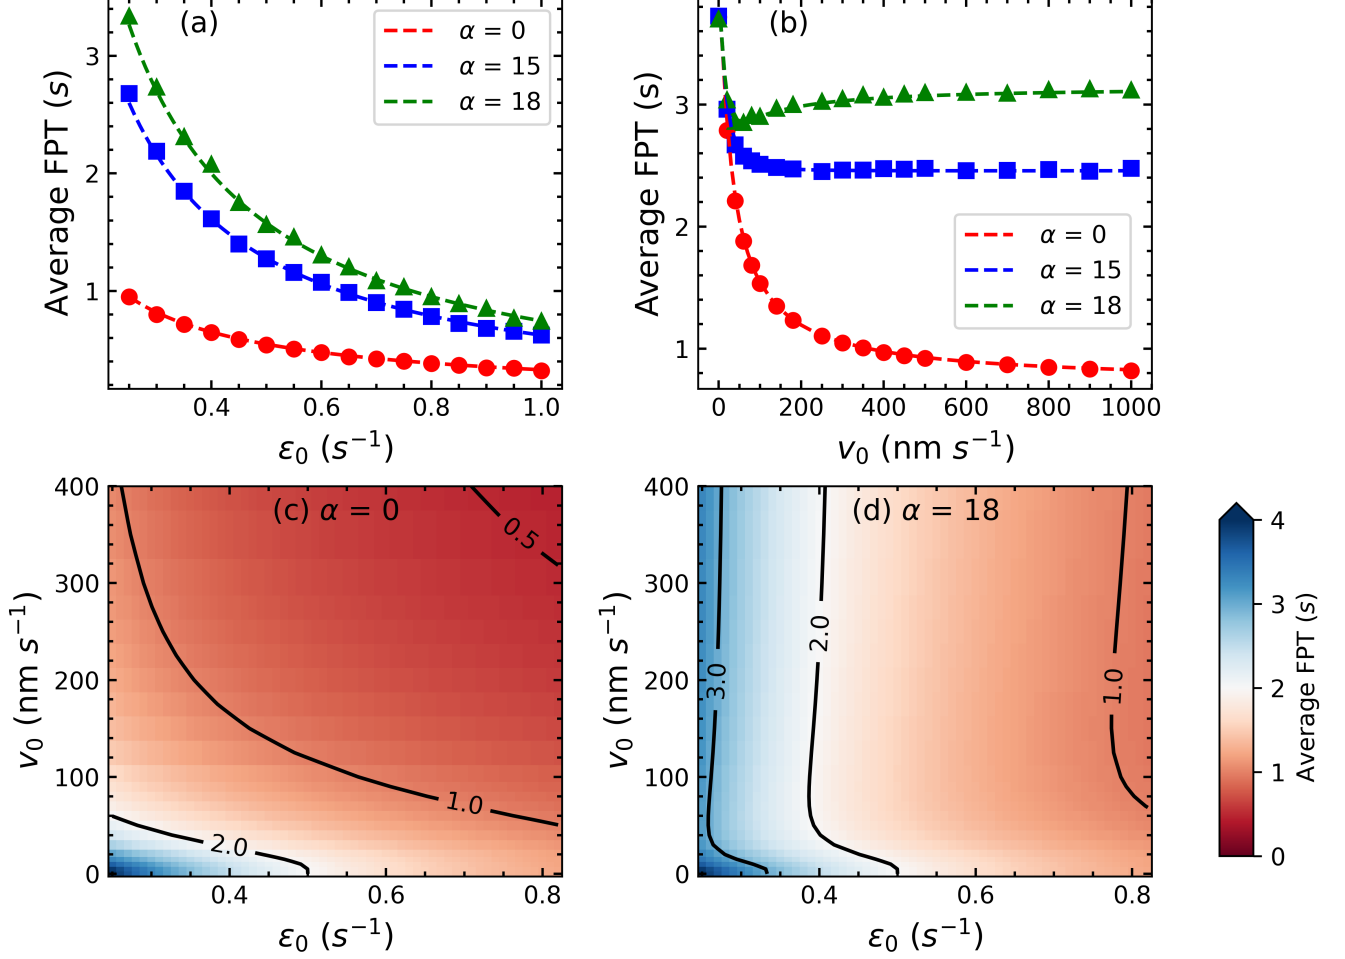 (a)
α = 0
α = 15
α = 18
3
2
1
Average FPT (s)
0.4 0.6 0.8 1.0
ε₀ (s⁻¹)
(b)
3
2
1
Average FPT (s)
α = 0
α = 15
α = 18
0 200 400 600 800 1000
v₀ (nm s⁻¹)
(c) α = 0
400
300
200
100
0
v₀ (nm s⁻¹)
0.5
1.0
2.0
0.4 0.6 0.8
ε₀ (s⁻¹)
(d) α = 18
400
300
200
100
0
v₀ (nm s⁻¹)
3.0
2.0
1.0
0.4 0.6 0.8
ε₀ (s⁻¹)
4
3
2
1
0
Average FPT (s)